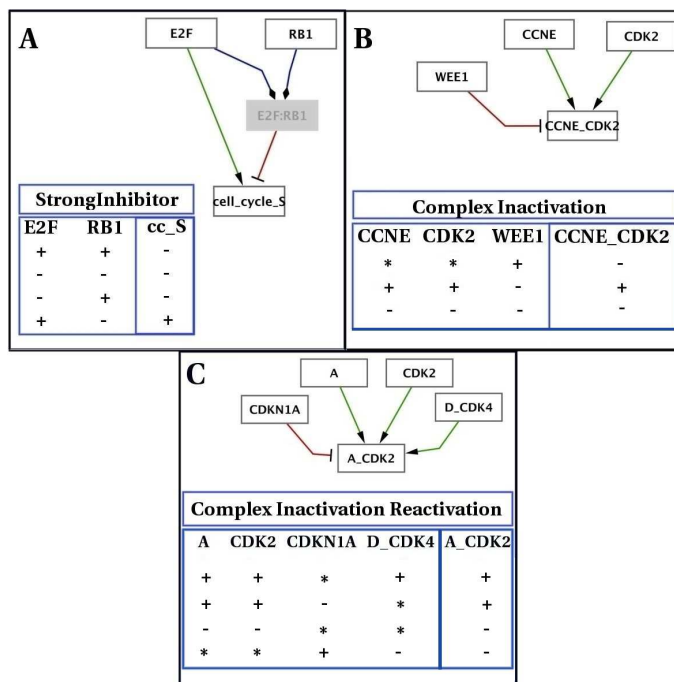 A
E2F RB1
E2F:RB1
cell_cycle_S
StrongInhibitor
E2F RB1 cc_S
+ + -
- - -
- + -
+ - +
B
CCNE CDK2
WEE1
CCNE_CDK2
Complex Inactivation
CCNE CDK2 WEE1 CCNE_CDK2
* * + -
+ + - +
- - - -
C
A CDK2
CDKN1A D_CDK4
A_CDK2
Complex Inactivation Reactivation
A CDK2 CDKN1A D_CDK4 A_CDK2
+ + * + +
+ + - * +
- - * * -
* * + - -